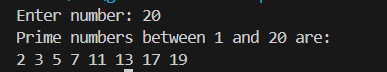 Enter number: 20
Prime numbers between 1 and 20 are:
2 3 5 7 11 13 17 19